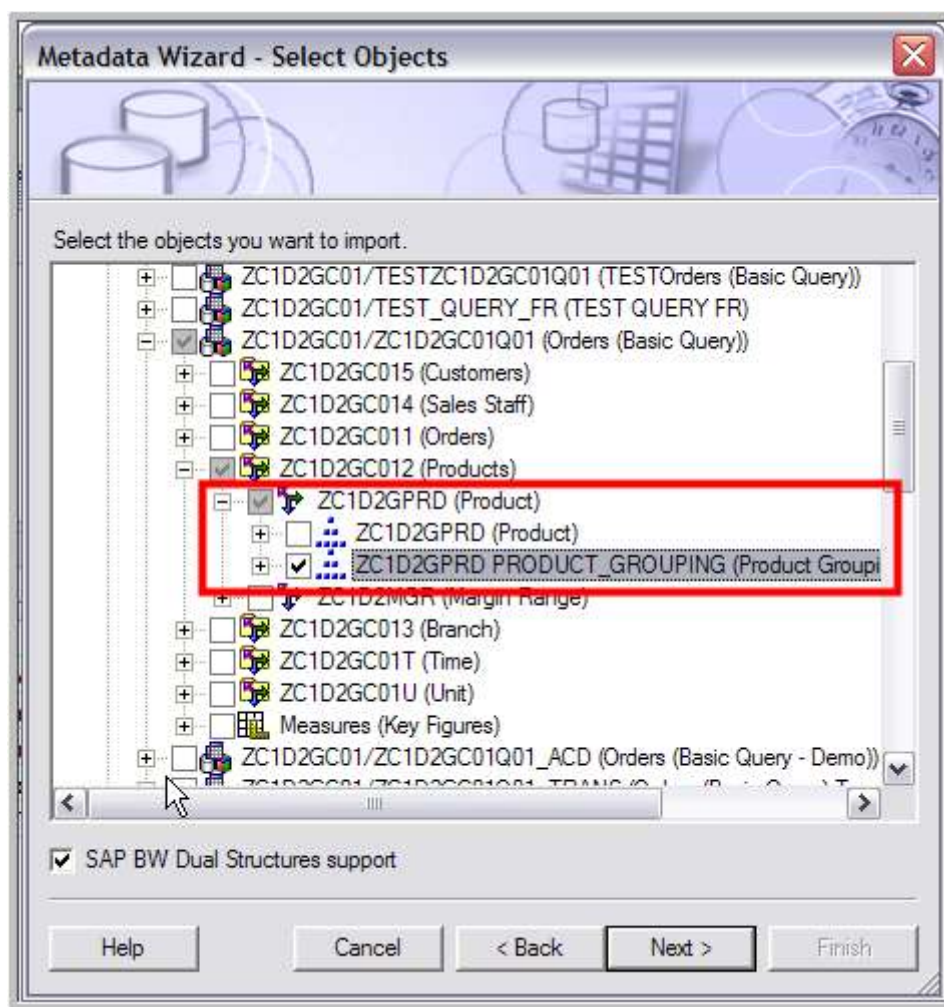 Metadata Wizard - Select Objects
Select the objects you want to import.
ZC1D2GC01/TESTZC1D2GC01Q01 (TESTOrders (Basic Query))
ZC1D2GC01/TEST_QUERY_FR (TEST QUERY FR)
ZC1D2GC01/ZC1D2GC01Q01 (Orders (Basic Query))
ZC1D2GC015 (Customers)
ZC1D2GC014 (Sales Staff)
ZC1D2GC011 (Orders)
ZC1D2GC012 (Products)
ZC1D2GPRD (Product)
ZC1D2GPRD (Product)
ZC1D2GPRD PRODUCT_GROUPING (Product Groupi
ZC1D2MGR (Margin Range)
ZC1D2GC013 (Branch)
ZC1D2GC01T (Time)
ZC1D2GC01U (Unit)
Measures (Key Figures)
ZC1D2GC01/ZC1D2GC01Q01_ACD (Orders (Basic Query - Demo))
SAP BW Dual Structures support
Help Cancel < Back Next > Finish